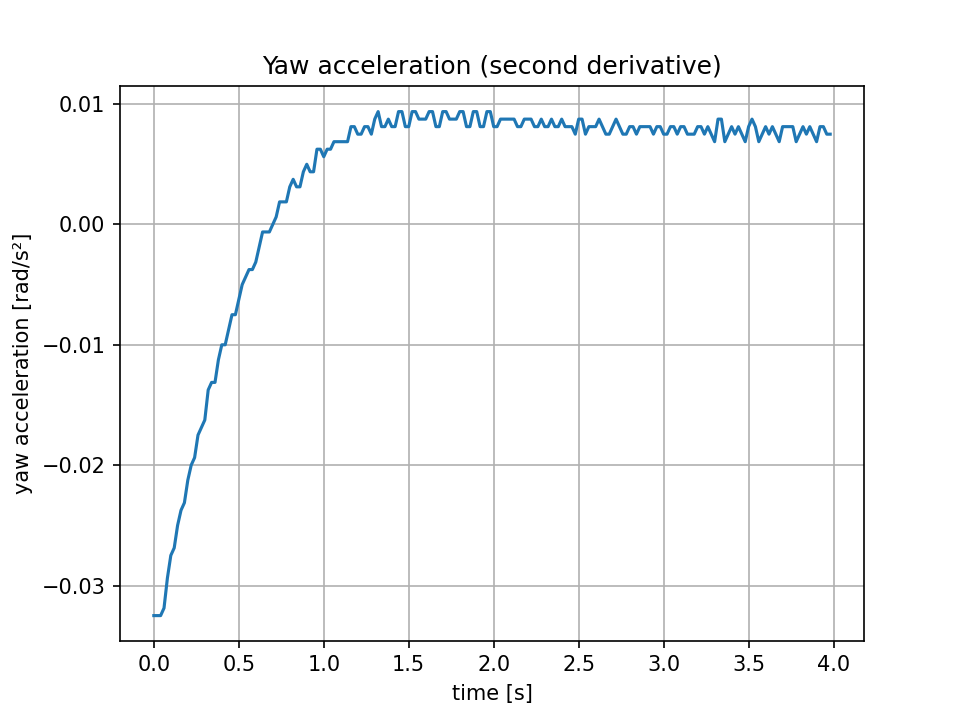 Yaw acceleration (second derivative)
yaw acceleration [rad/s²]
0.01
0.00
−0.01
−0.02
−0.03
0.0 0.5 1.0 1.5 2.0 2.5 3.0 3.5 4.0
time [s]